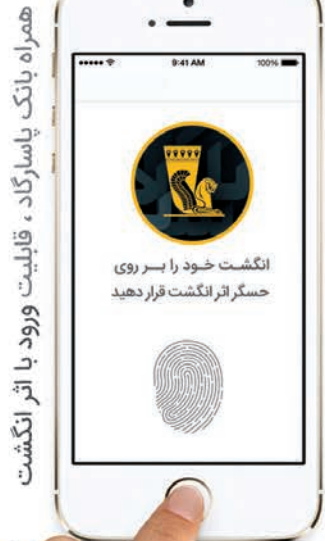 همراه بانک پاسارگاد ، قابلیت ورود با اثر انگشت
9:41 AM
100%
انگشت خود را بــر روی
حسگر اثر انگشت قرار دهید